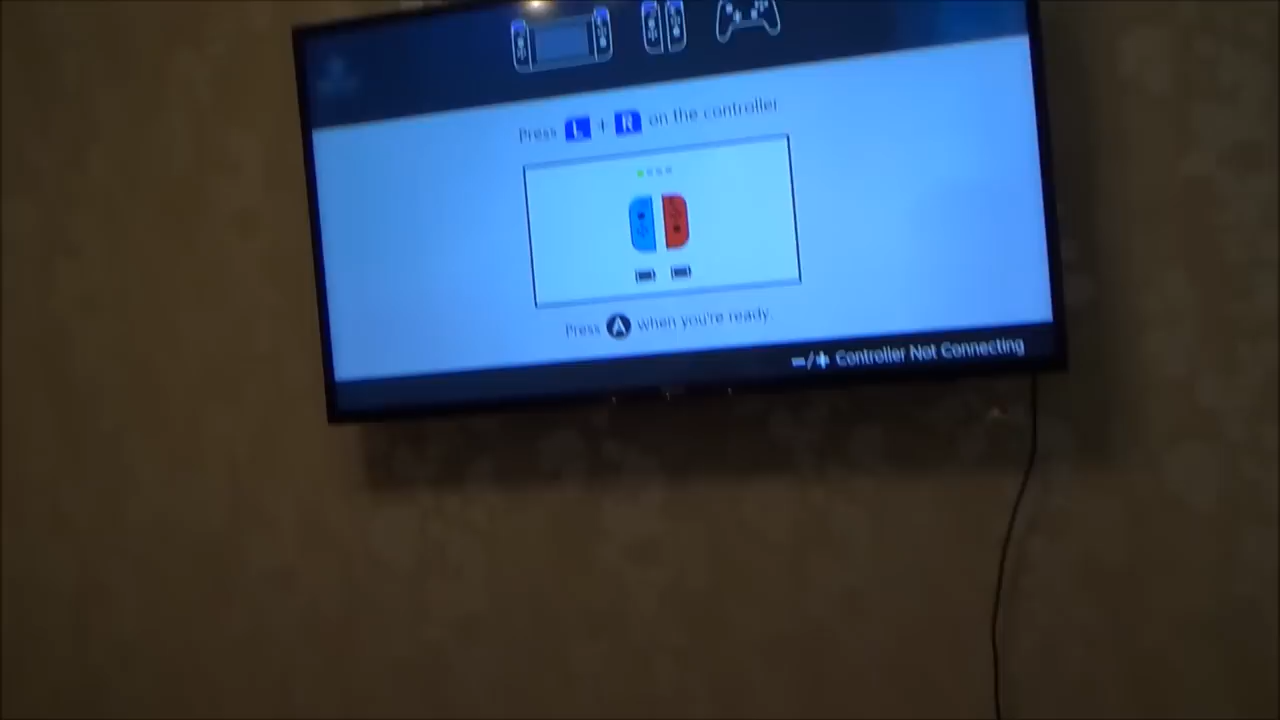 Press L + R on the controller
Press A when you're ready.
-/+ Controller Not Connecting